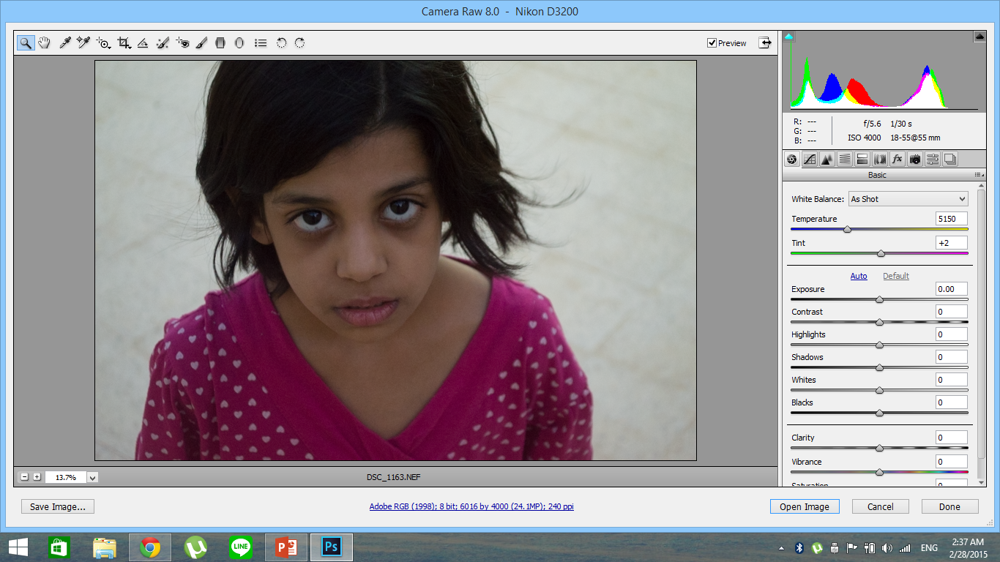 Camera Raw 8.0 - Nikon D3200
Preview
R: ---
G: ---
B: ---
f/5.6 1/30 s
ISO 4000 18-55@55 mm
fx
Basic
White Balance: As Shot
Temperature 5150
Tint +2
Auto Default
Exposure 0.00
Contrast 0
Highlights 0
Shadows 0
Whites 0
Blacks 0
Clarity 0
Vibrance 0
Saturation 0
13.7% DSC_1163.NEF
Save Image... Adobe RGB (1998); 8 bit; 6016 by 4000 (24.1MP); 240 ppi Open Image Cancel Done
LINE P Ps ENG 2:37 AM
2/28/2015